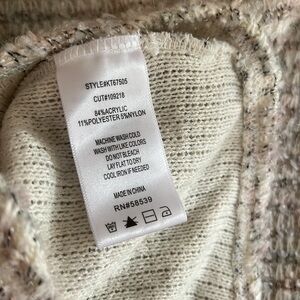 STYLE#KT67505
CUT#109218
84%ACRYLIC
11%POLYESTER 5%NYLON
MACHINE WASH COLD
WASH WITH LIKE COLORS
DO NOT BLEACH
LAY FLAT TO DRY
COOL IRON IF NEEDED
MADE IN CHINA
RN#58539